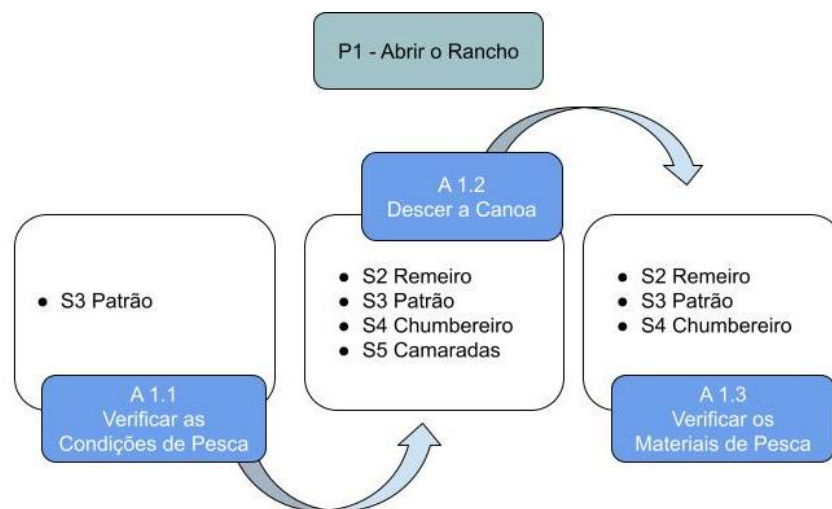 P1 - Abrir o Rancho
● S3 Patrão
A 1.1
Verificar as
Condições de Pesca
A 1.2
Descer a Canoa
● S2 Remeiro
● S3 Patrão
● S4 Chumbereiro
● S5 Camaradas
● S2 Remeiro
● S3 Patrão
● S4 Chumbereiro
A 1.3
Verificar os
Materiais de Pesca